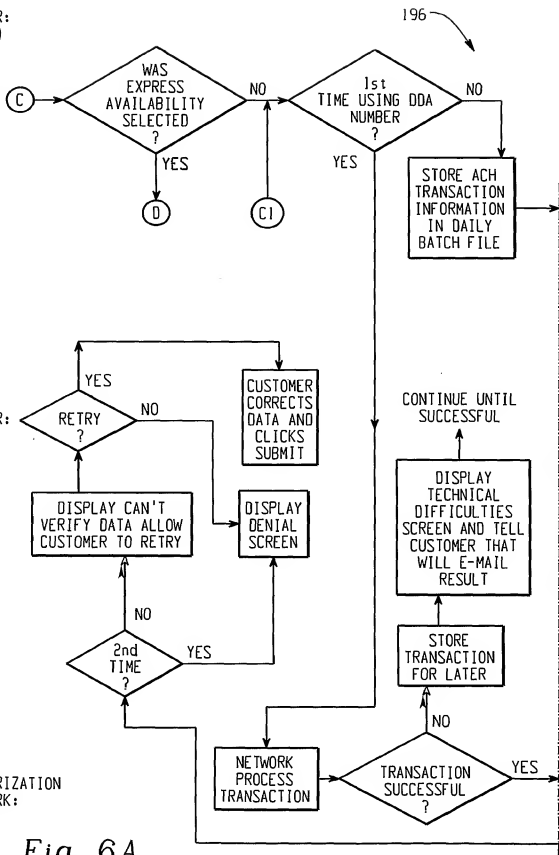 R:
)
196
WAS
EXPRESS
AVAILABILITY
SELECTED
?
C
NO
YES
D
C1
1st
TIME USING DDA
NUMBER
?
NO
YES
STORE ACH
TRANSACTION
INFORMATION
IN DAILY
BATCH FILE
YES
CUSTOMER
CORRECTS
DATA AND
CLICKS
SUBMIT
CONTINUE UNTIL
SUCCESSFUL
R:
RETRY
?
NO
DISPLAY CAN'T
VERIFY DATA ALLOW
CUSTOMER TO RETRY
DISPLAY
DENIAL
SCREEN
DISPLAY
TECHNICAL
DIFFICULTIES
SCREEN AND TELL
CUSTOMER THAT
WILL E-MAIL
RESULT
NO
2nd
TIME
?
YES
STORE
TRANSACTION
FOR LATER
NO
NETWORK
PROCESS
TRANSACTION
TRANSACTION
SUCCESSFUL
?
YES
RIZATION
RK:
Fig. 6A